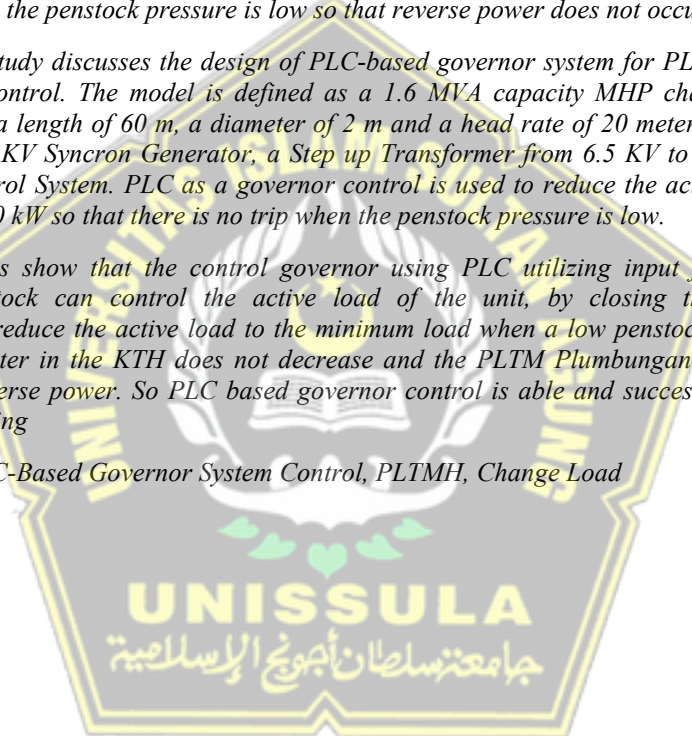 the penstock pressure is low so that reverse power does not occu
tudy discusses the design of PLC-based governor system for PL
ontrol. The model is defined as a 1.6 MVA capacity MHP cha
a length of 60 m, a diameter of 2 m and a head rate of 20 meter
KV Syncron Generator, a Step up Transformer from 6.5 KV to
rol System. PLC as a governor control is used to reduce the ac
0 kW so that there is no trip when the penstock pressure is low.
s show that the control governor using PLC utilizing input f
tock can control the active load of the unit, by closing th
reduce the active load to the minimum load when a low penstoc
ter in the KTH does not decrease and the PLTM Plumbungan
erse power. So PLC based governor control is able and succes
ing
C-Based Governor System Control, PLTMH, Change Load
UNIVERSITAS ISLAM SULTAN AGUNG
UNISSULA
جامعة سلطان أجونج الإسلامية